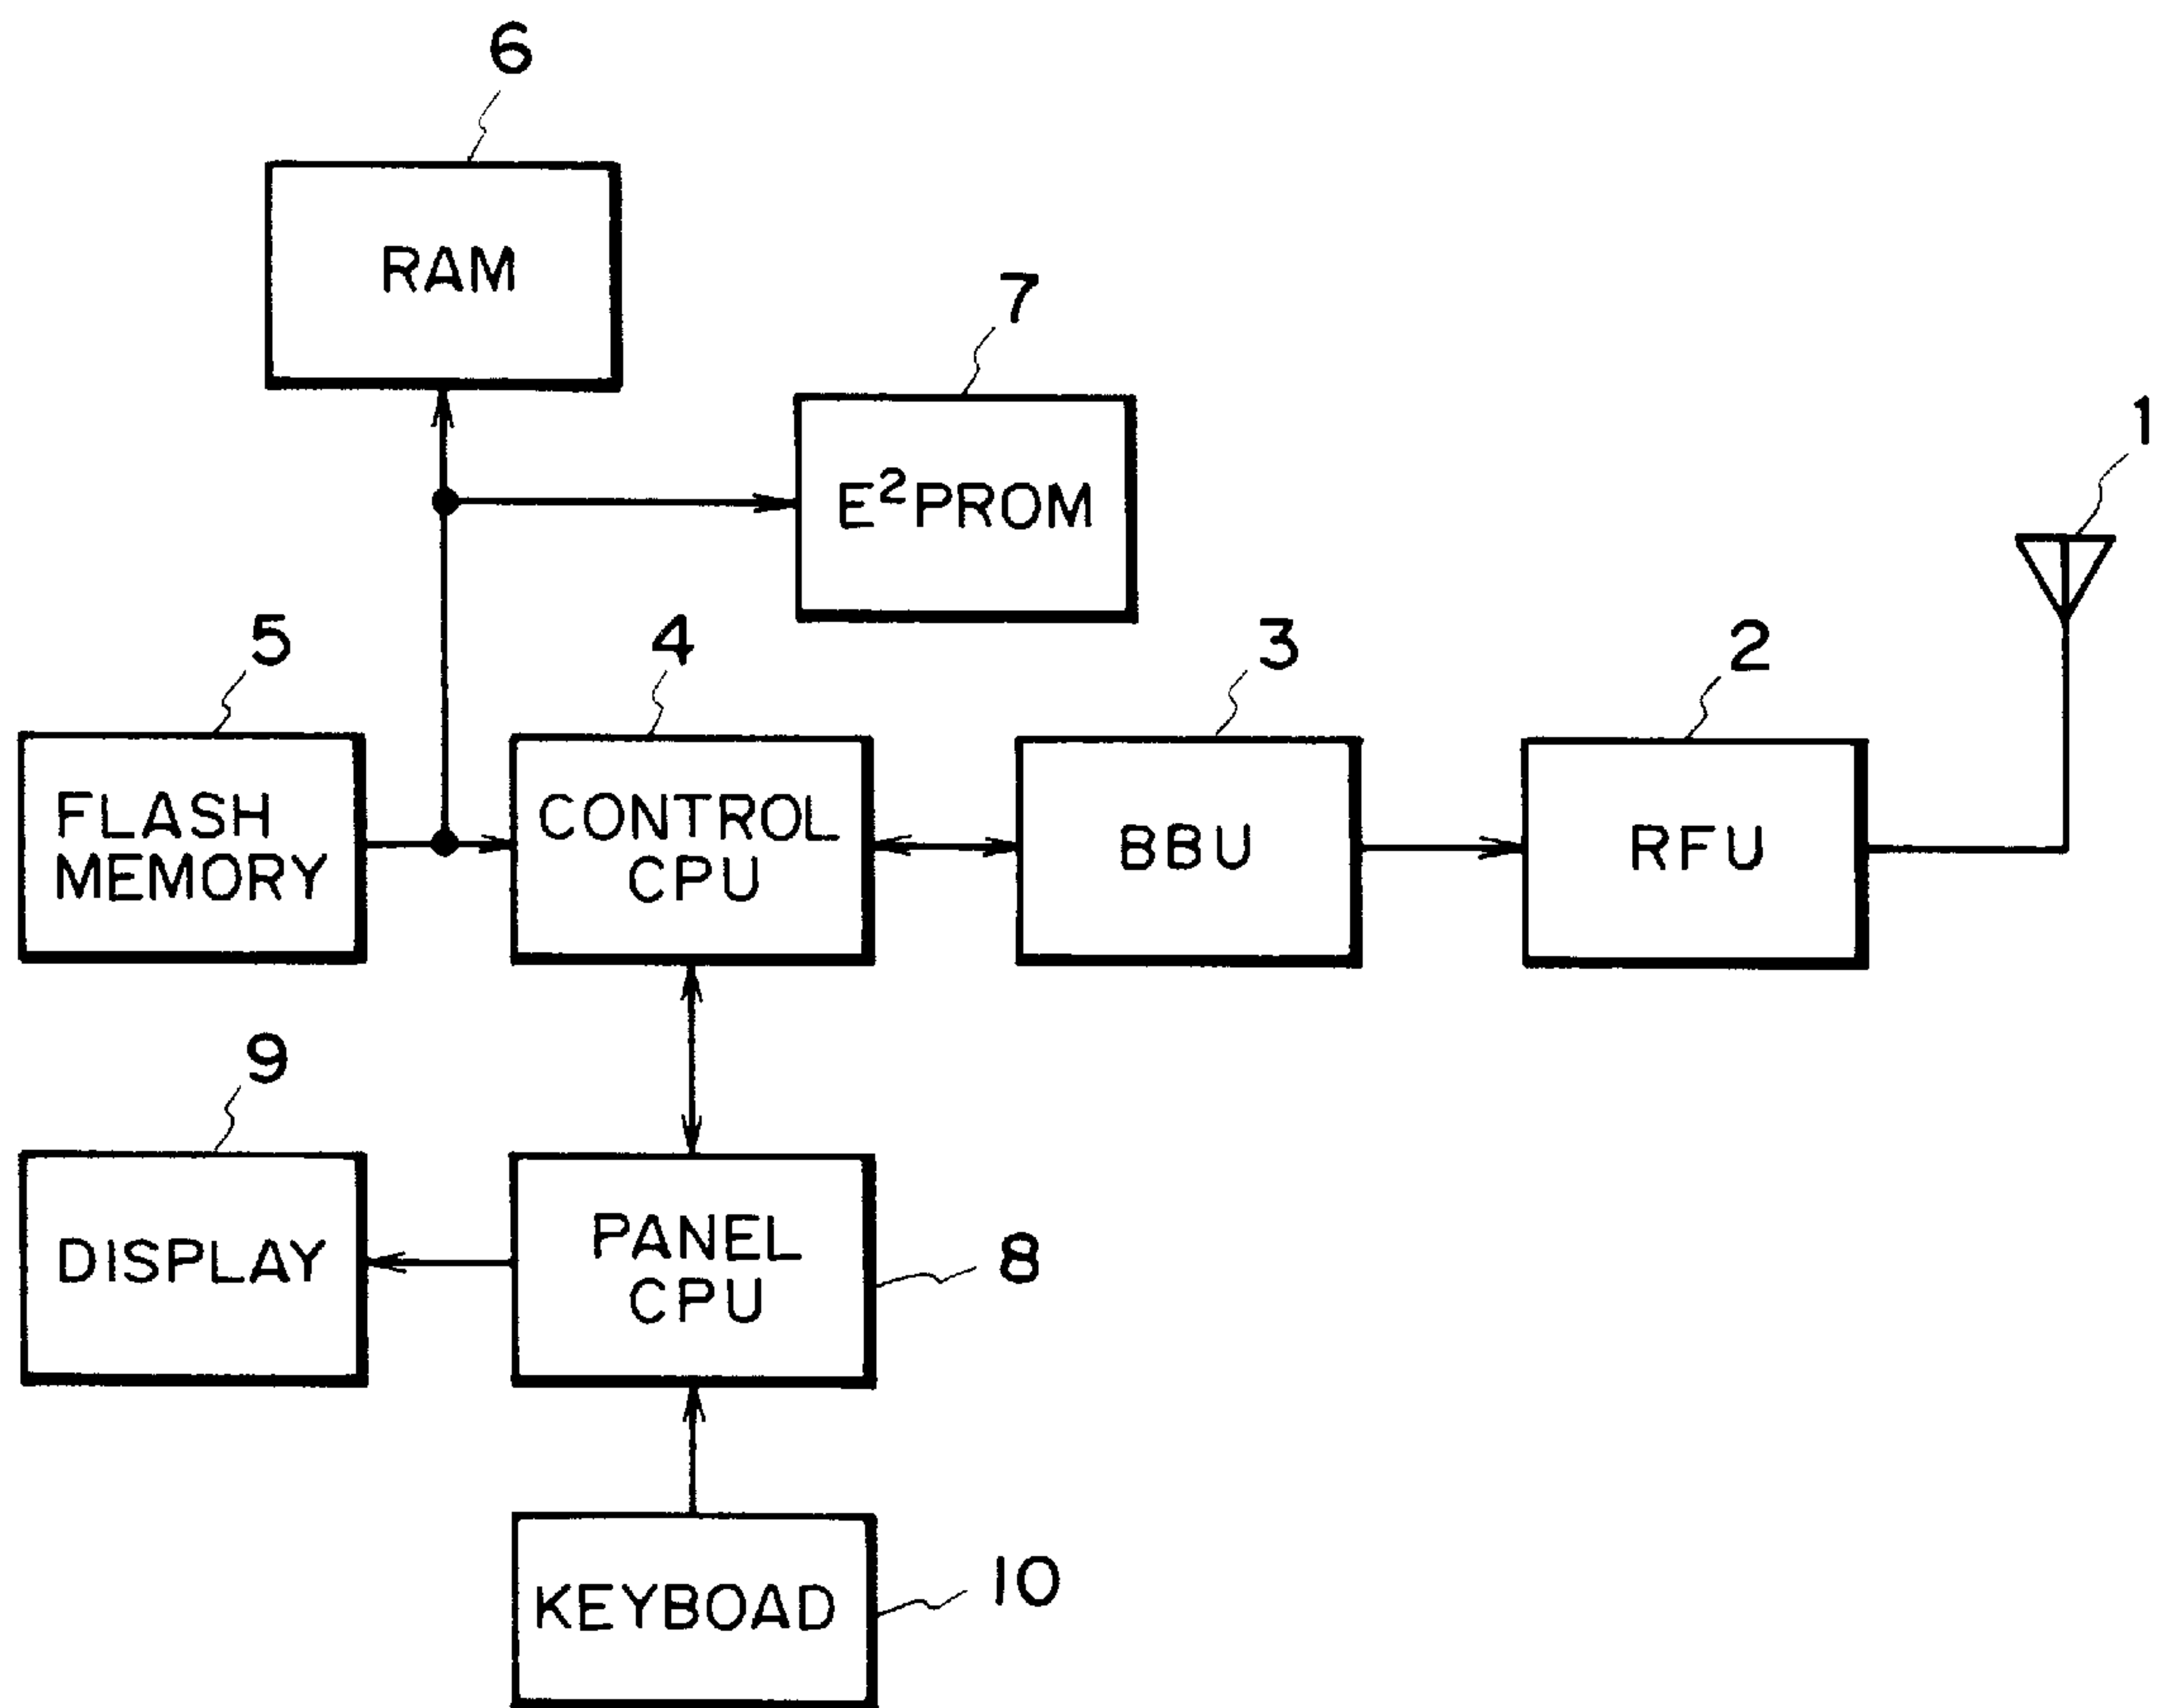 6
RAM
7
E²PROM
1
5
4
3
2
FLASH
MEMORY
CONTROL
CPU
BBU
RFU
9
DISPLAY
PANEL
CPU
8
KEYBOAD
10